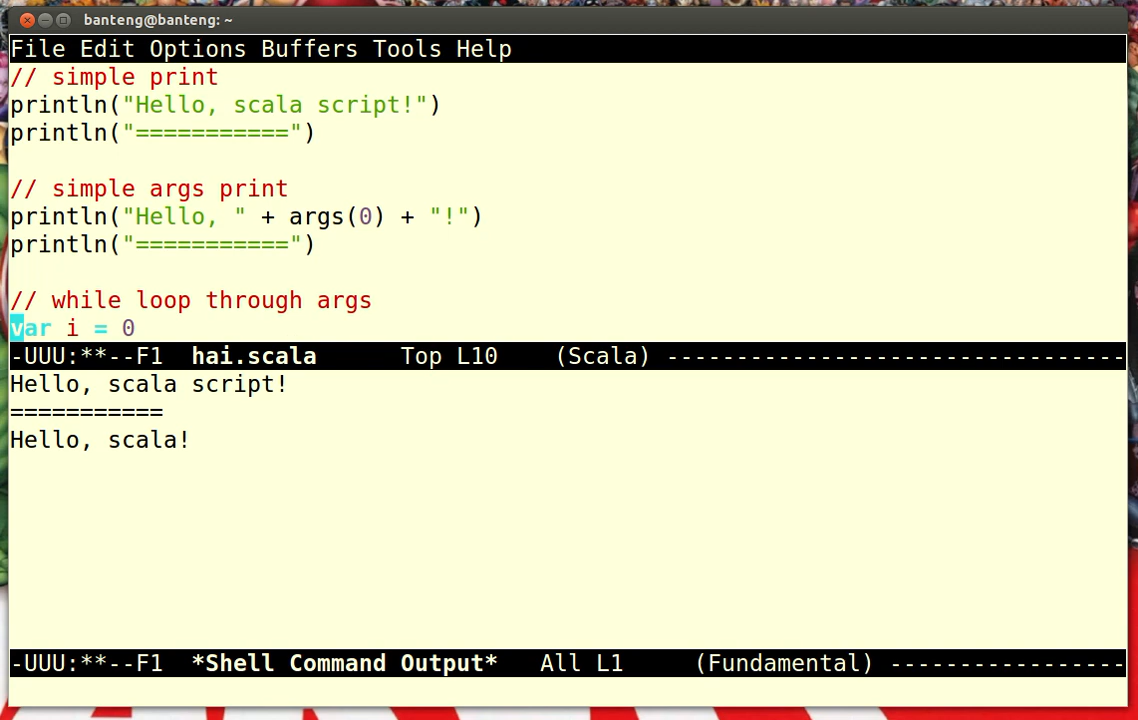 banteng@banteng: ~
File Edit Options Buffers Tools Help
// simple print
println("Hello, scala script!")
println("===========")
// simple args print
println("Hello, " + args(0) + "!")
println("===========")
// while loop through args
var i = 0
-UUU:**--F1  hai.scala      Top L10    (Scala) ---------------------------------
Hello, scala script!
===========
Hello, scala!
-UUU:**--F1  *Shell Command Output*   All L1     (Fundamental) -----------------